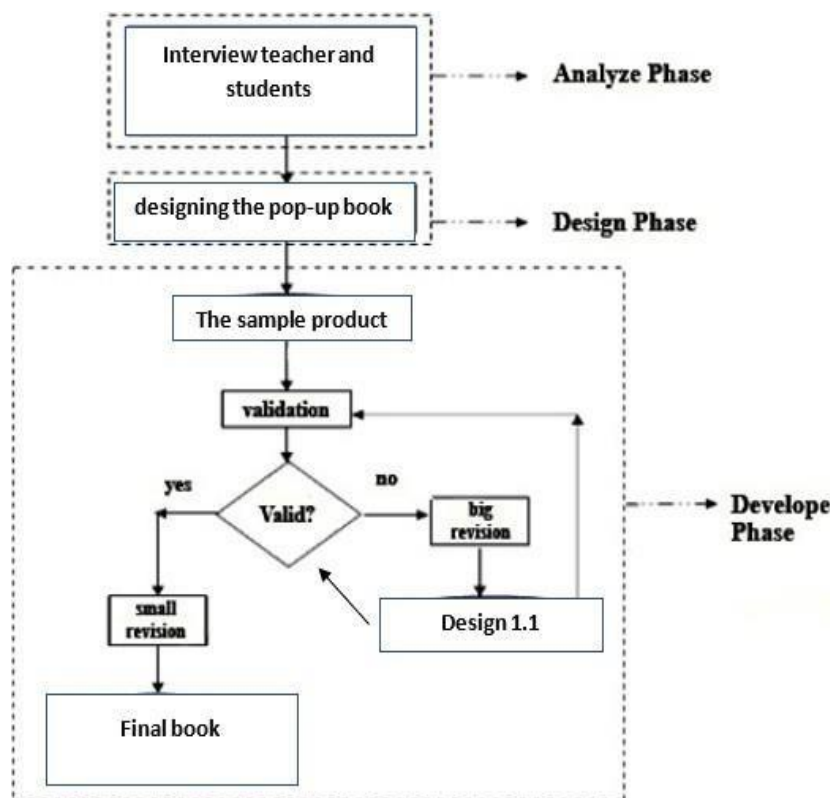 Interview teacher and
students
Analyze Phase
designing the pop-up book
Design Phase
The sample product
validation
yes
no
Valid?
big
revision
Develope
Phase
small
revision
Design 1.1
Final book